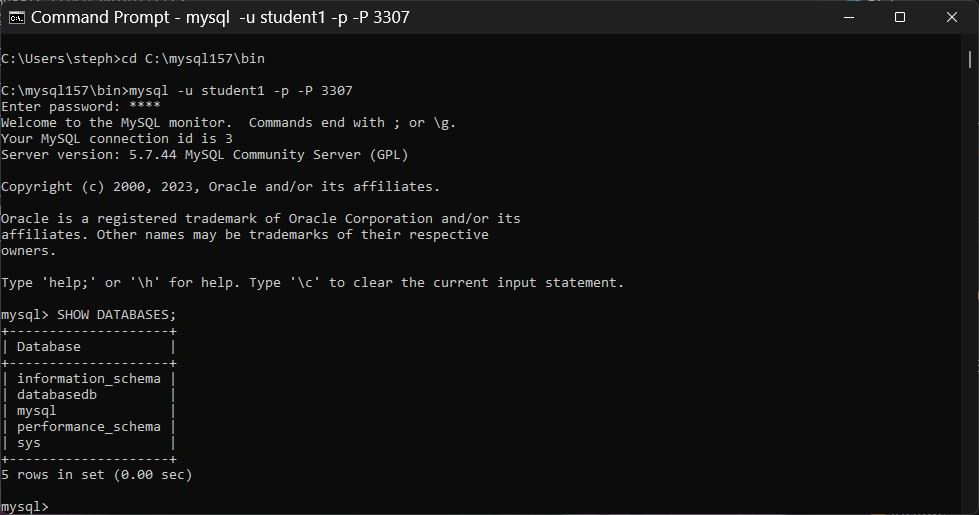 Command Prompt - mysql  -u student1 -p -P 3307
C:\Users\steph>cd C:\mysql157\bin
C:\mysql157\bin>mysql -u student1 -p -P 3307
Enter password: ****
Welcome to the MySQL monitor.  Commands end with ; or \g.
Your MySQL connection id is 3
Server version: 5.7.44 MySQL Community Server (GPL)
Copyright (c) 2000, 2023, Oracle and/or its affiliates.
Oracle is a registered trademark of Oracle Corporation and/or its
affiliates. Other names may be trademarks of their respective
owners.
Type 'help;' or '\h' for help. Type '\c' to clear the current input statement.
mysql> SHOW DATABASES;
+--------------------+
| Database           |
+--------------------+
| information_schema |
| databasedb         |
| mysql              |
| performance_schema |
| sys                |
+--------------------+
5 rows in set (0.00 sec)
mysql>